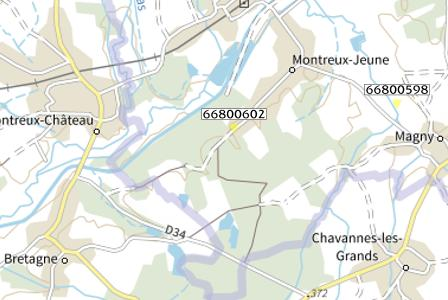 Montreux-Jeune
66800598
66800602
ontreux-Château
Magny
D34
Chavannes-les-
Grands
Bretagne
372